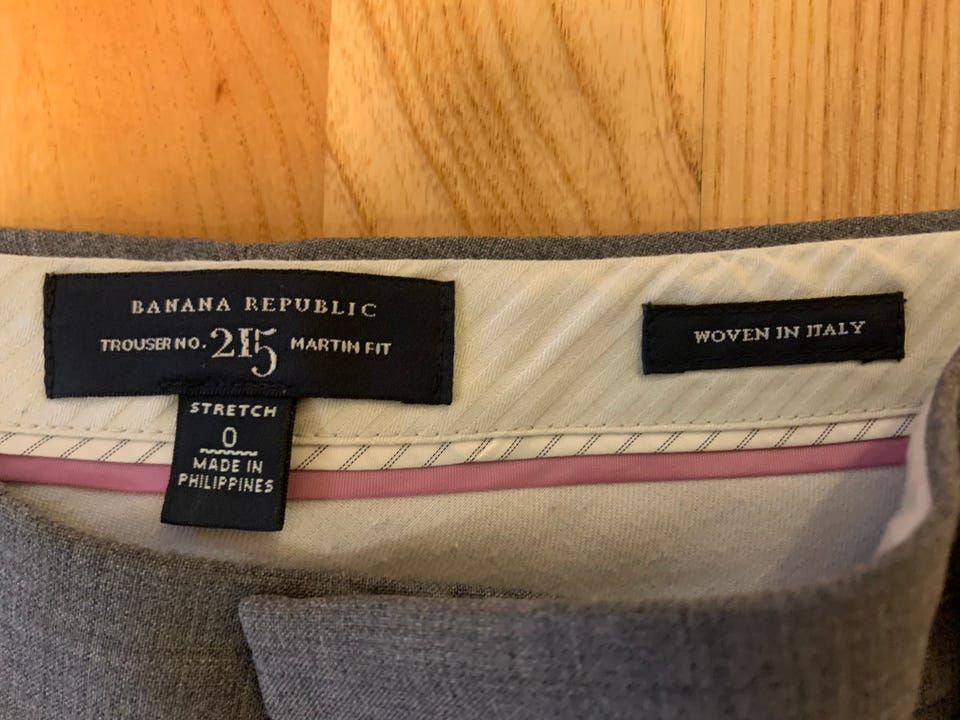 BANANA REPUBLIC
TROUSER NO. 215 MARTIN FIT
STRETCH
0
MADE IN
PHILIPPINES
WOVEN IN ITALY